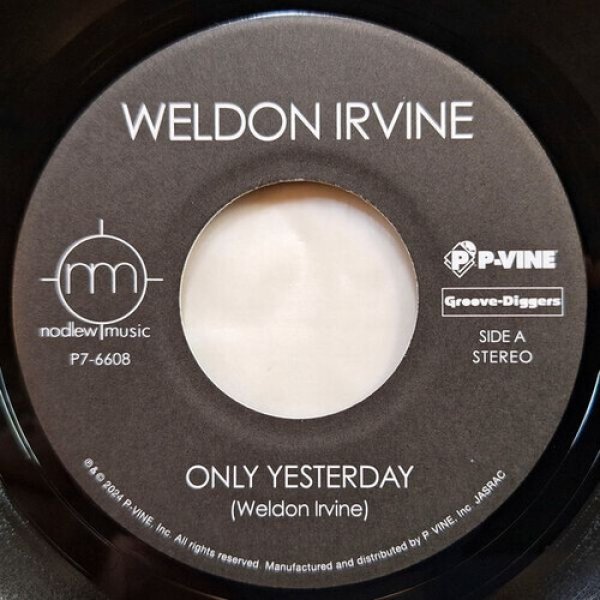 WELDON IRVINE
nm
nodlew music
P7-6608
P P-VINE
Groove-Diggers
SIDE A
STEREO
ONLY YESTERDAY
(Weldon Irvine)
℗ & © 2024 P-VINE, Inc. All rights reserved Manufactured and distributed by P-VINE, Inc. JASRAC